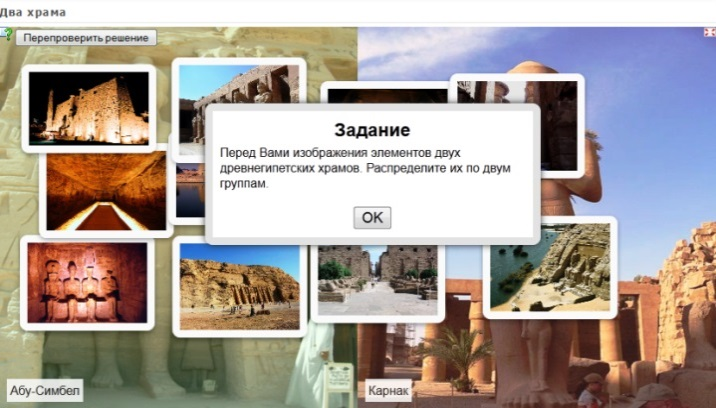 Два храма
Перепроверить решение
Задание
Перед Вами изображения элементов двух
древнегипетских храмов. Распределите их по двум
группам.
OK
Абу-Симбел
Карнак